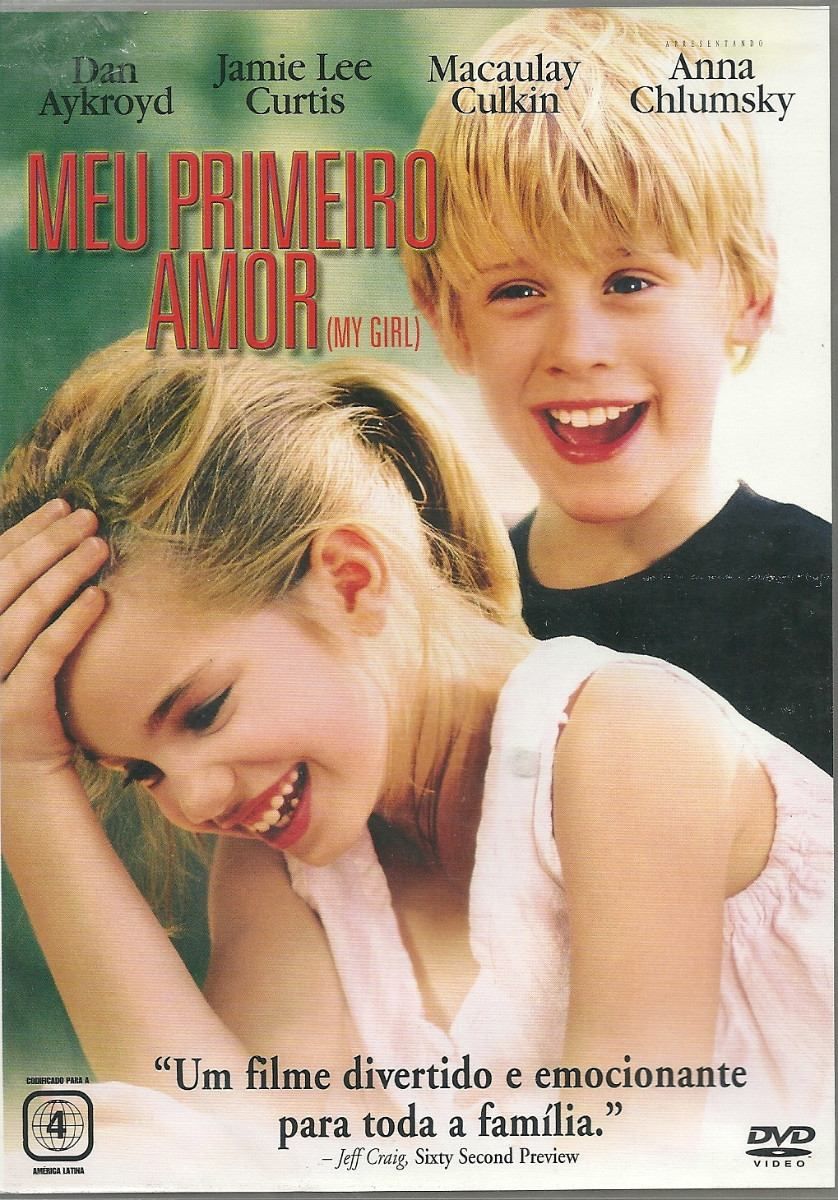 APRESENTANDO
Dan Aykroyd
Jamie Lee Curtis
Macaulay Culkin
Anna Chlumsky
MEU PRIMEIRO
AMOR (MY GIRL)
“Um filme divertido e emocionante
para toda a família.”
– Jeff Craig, Sixty Second Preview
CODIFICADO PARA A
4
AMÉRICA LATINA
DVD
VIDEO